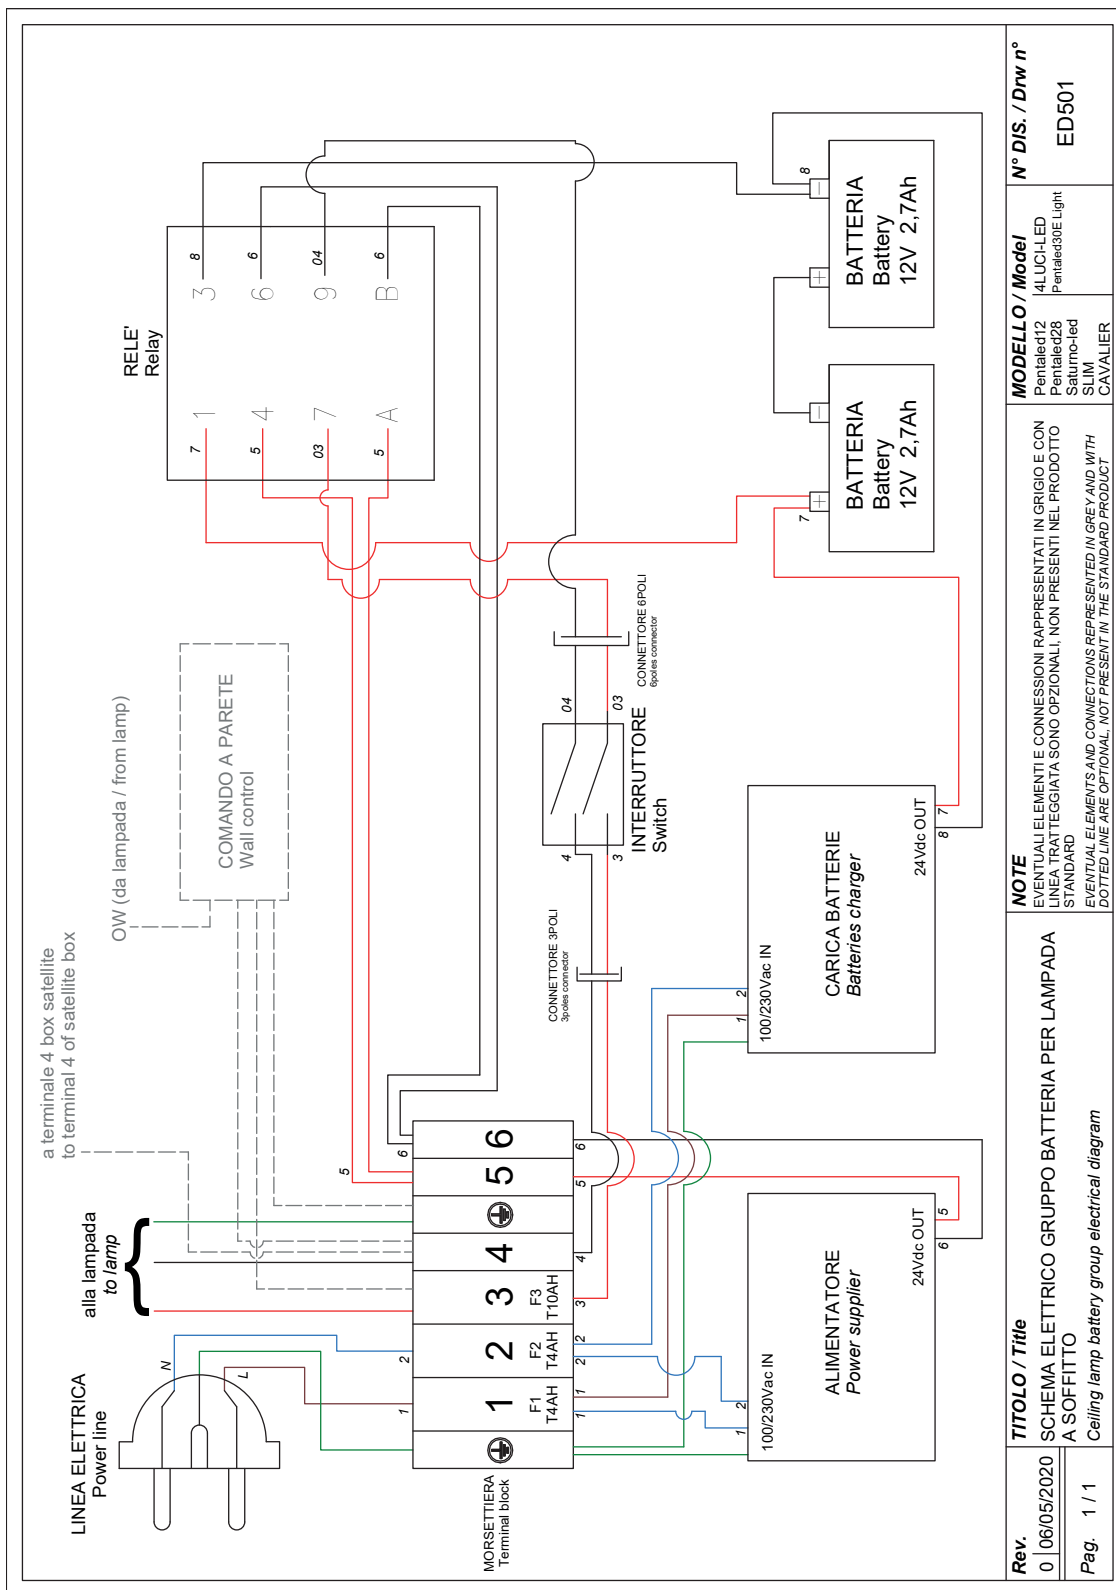 a terminale 4 box satellite
to terminal 4 of satellite box
OW (da lampada / from lamp)
COMANDO A PARETE
Wall control
RELE'
Relay
7
1
3
8
5
4
6
6
03
7
9
04
5
A
B
6
LINEA ELETTRICA
Power line
N
L
alla lampada
to lamp
{
MORSETTIERA
Terminal block
1
2
5
6
1
2
3
4
5
6
F1
T4AH
F2
T4AH
F3
T10AH
1
1
2
2
3
4
5
6
CONNETTORE 3POLI
3poles connector
4
3
INTERRUTTORE
Switch
04
03
CONNETTORE 6POLI
6poles connector
ALIMENTATORE
Power supplier
100/230Vac IN
1
2
24Vdc OUT
6
5
CARICA BATTERIE
Batteries charger
100/230Vac IN
1
2
24Vdc OUT
8
7
7
+
−
BATTERIA
Battery
12V 2,7Ah
+
−
8
BATTERIA
Battery
12V 2,7Ah
Rev.
0
06/05/2020
Pag. 1 / 1
TITOLO / Title
SCHEMA ELETTRICO GRUPPO BATTERIA PER LAMPADA
A SOFFITTO
Ceiling lamp battery group electrical diagram
NOTE
EVENTUALI ELEMENTI E CONNESSIONI RAPPRESENTATI IN GRIGIO E CON
LINEA TRATTEGGIATA SONO OPZIONALI, NON PRESENTI NEL PRODOTTO
STANDARD
EVENTUAL ELEMENTS AND CONNECTIONS REPRESENTED IN GREY AND WITH
DOTTED LINE ARE OPTIONAL, NOT PRESENT IN THE STANDARD PRODUCT
MODELLO / Model
Pentaled12
Pentaled28
Saturno-led
SLIM
CAVALIER
4LUCI-LED
Pentaled30E Light
N° DIS. / Drw n°
ED501